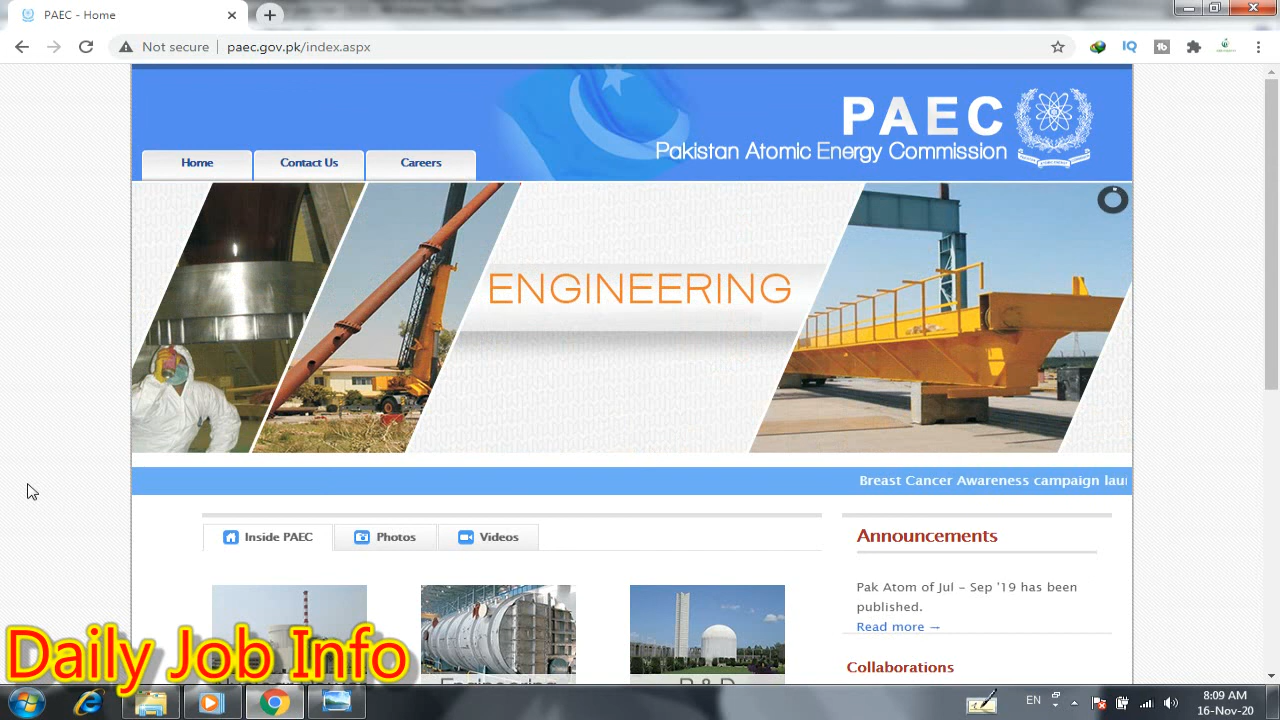 PAEC - Home
Not secure
paec.gov.pk/index.aspx
IQ
PAEC
Pakistan Atomic Energy Commission
Home
Contact Us
Careers
ENGINEERING
Breast Cancer Awareness campaign lau
Inside PAEC
Photos
Videos
Announcements
Pak Atom of Jul - Sep '19 has been
published.
Read more →
Collaborations
Engineering
R & D
Daily Job Info
EN
8:09 AM
16-Nov-20